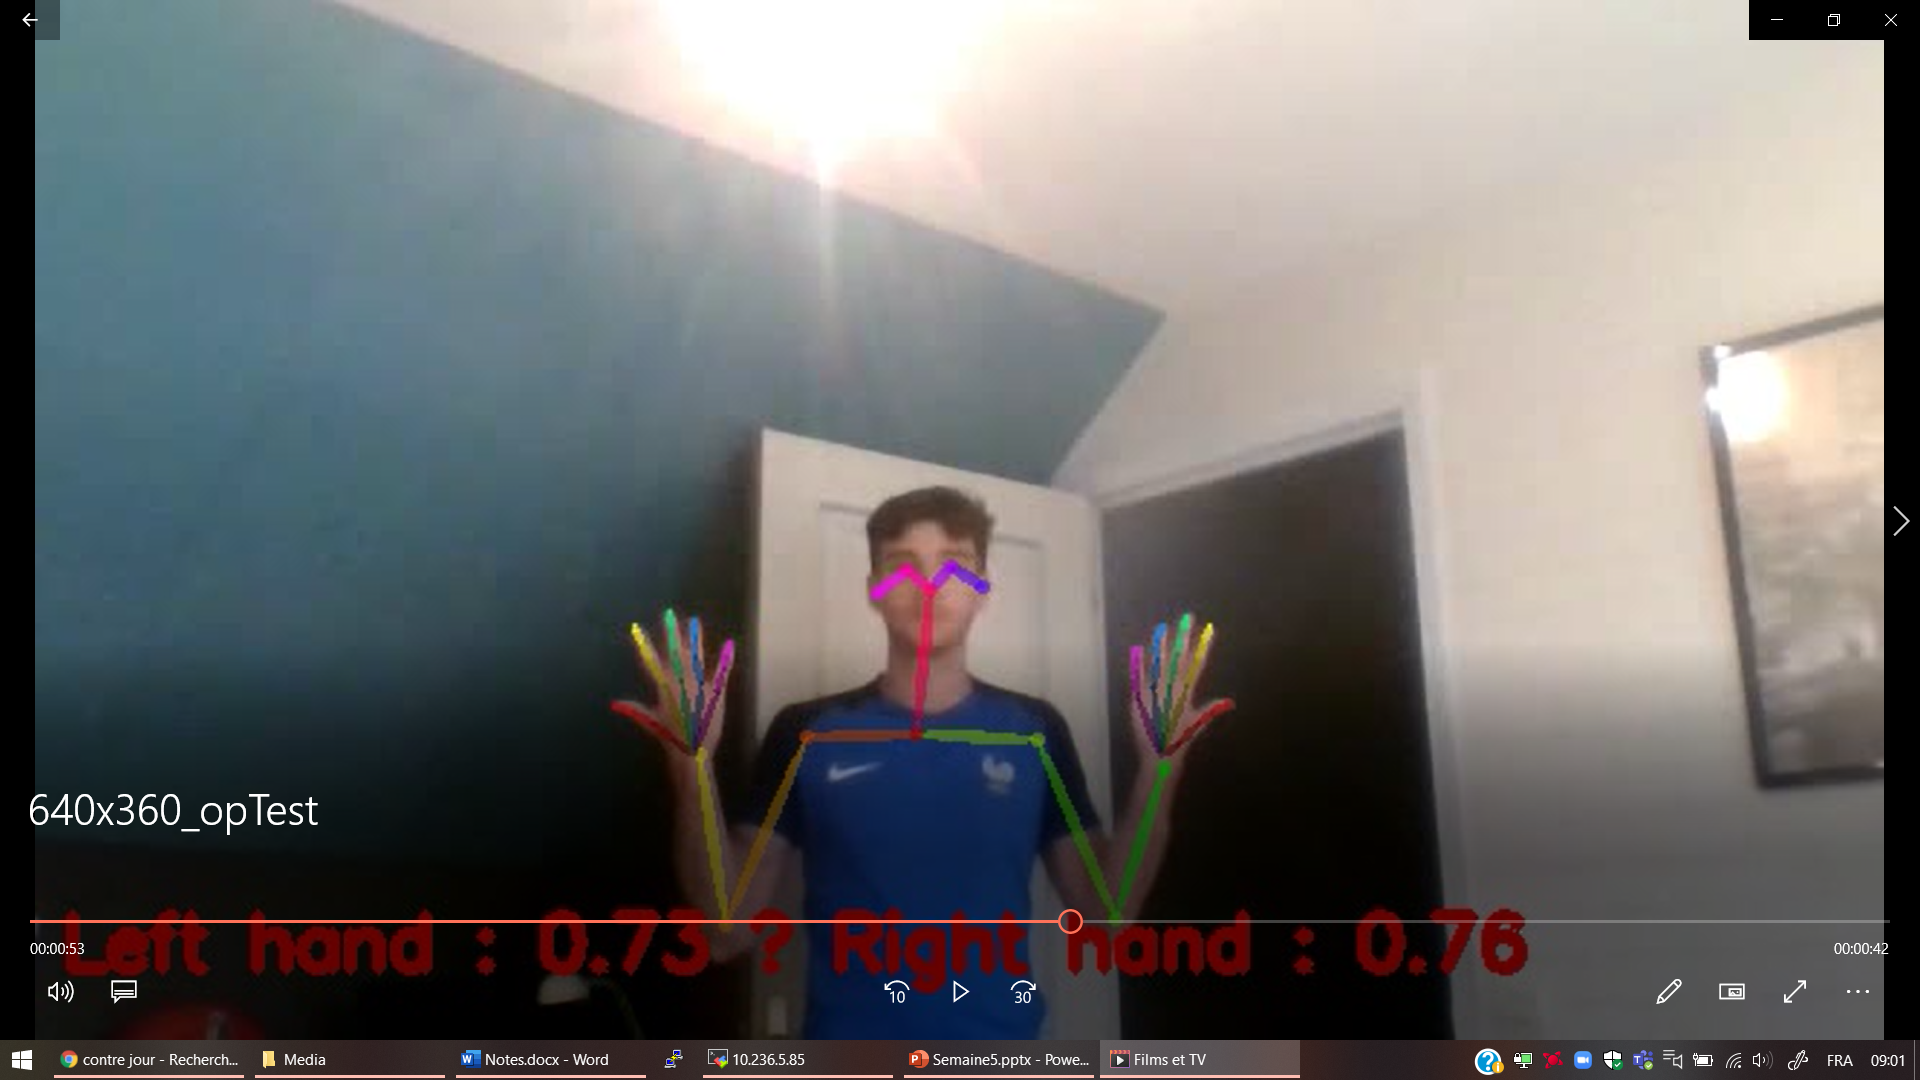 640x360_opTest
Left hand : 0.73 ? Right hand : 0.76
00:00:53
00:00:42
10
30
contre jour - Recherch...
Media
Notes.docx - Word
10.236.5.85
Semaine5.pptx - Powe...
Films et TV
FRA
09:01